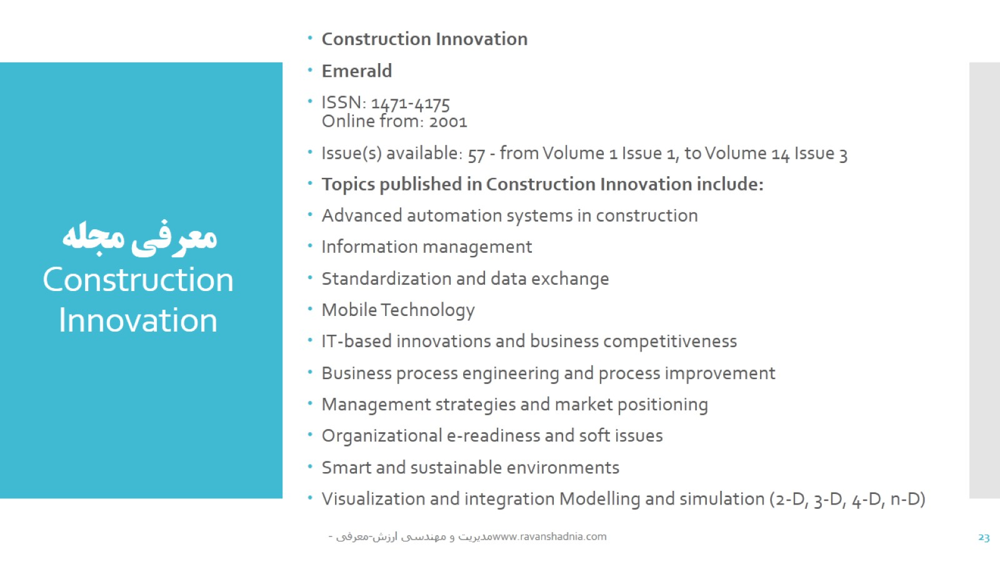 معرفی مجله
Construction
Innovation
• Construction Innovation
• Emerald
• ISSN: 1471-4175
Online from: 2001
• Issue(s) available: 57 - from Volume 1 Issue 1, to Volume 14 Issue 3
• Topics published in Construction Innovation include:
• Advanced automation systems in construction
• Information management
• Standardization and data exchange
• Mobile Technology
• IT-based innovations and business competitiveness
• Business process engineering and process improvement
• Management strategies and market positioning
• Organizational e-readiness and soft issues
• Smart and sustainable environments
• Visualization and integration Modelling and simulation (2-D, 3-D, 4-D, n-D)
مدیریت و مهندسی ارزش-معرفی - www.ravanshadnia.com
23